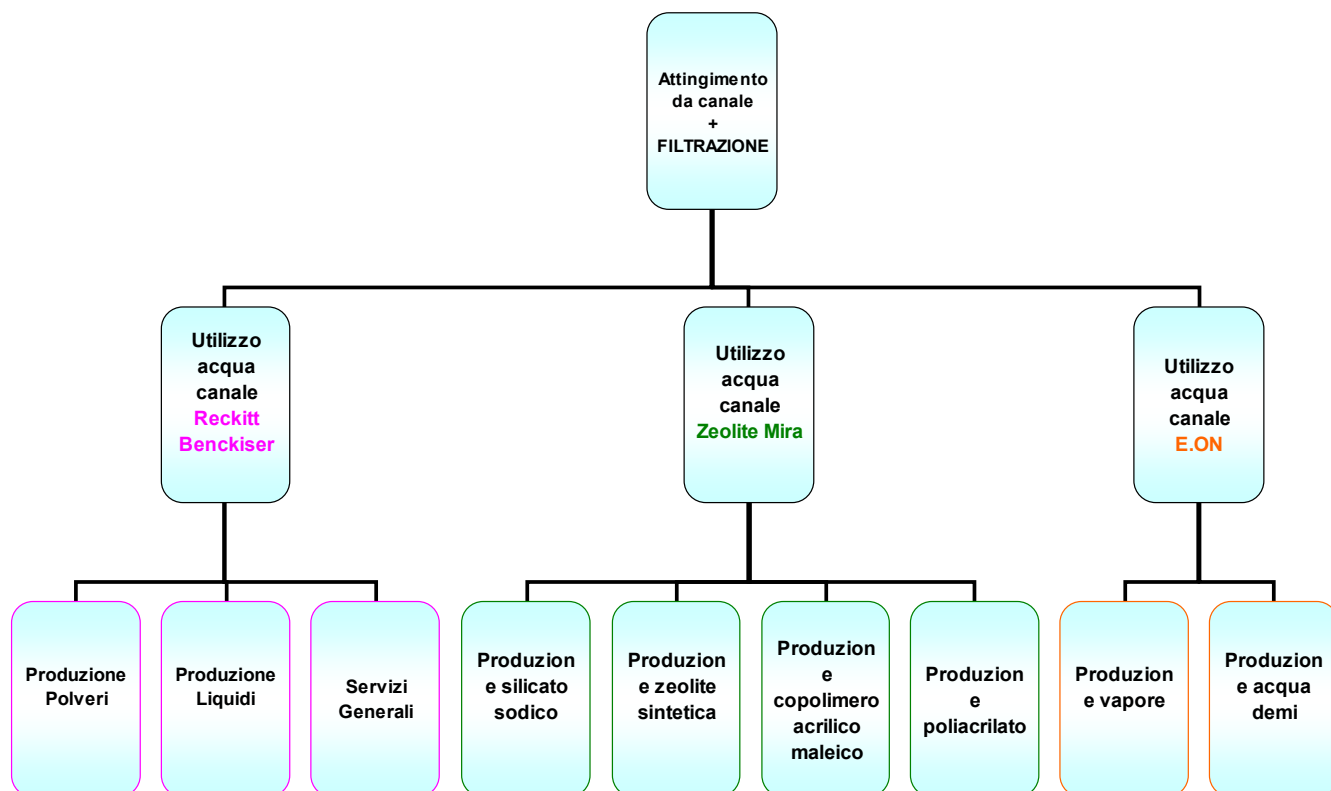 Attingimento
da canale
+
FILTRAZIONE
Utilizzo
acqua
canale
Reckitt
Benckiser
Utilizzo
acqua
canale
Zeolite Mira
Utilizzo
acqua
canale
E.ON
Produzione
Polveri
Produzione
Liquidi
Servizi
Generali
Produzion
e silicato
sodico
Produzion
e zeolite
sintetica
Produzion
e
copolimero
acrilico
maleico
Produzion
e
poliacrilato
Produzion
e vapore
Produzion
e acqua
demi